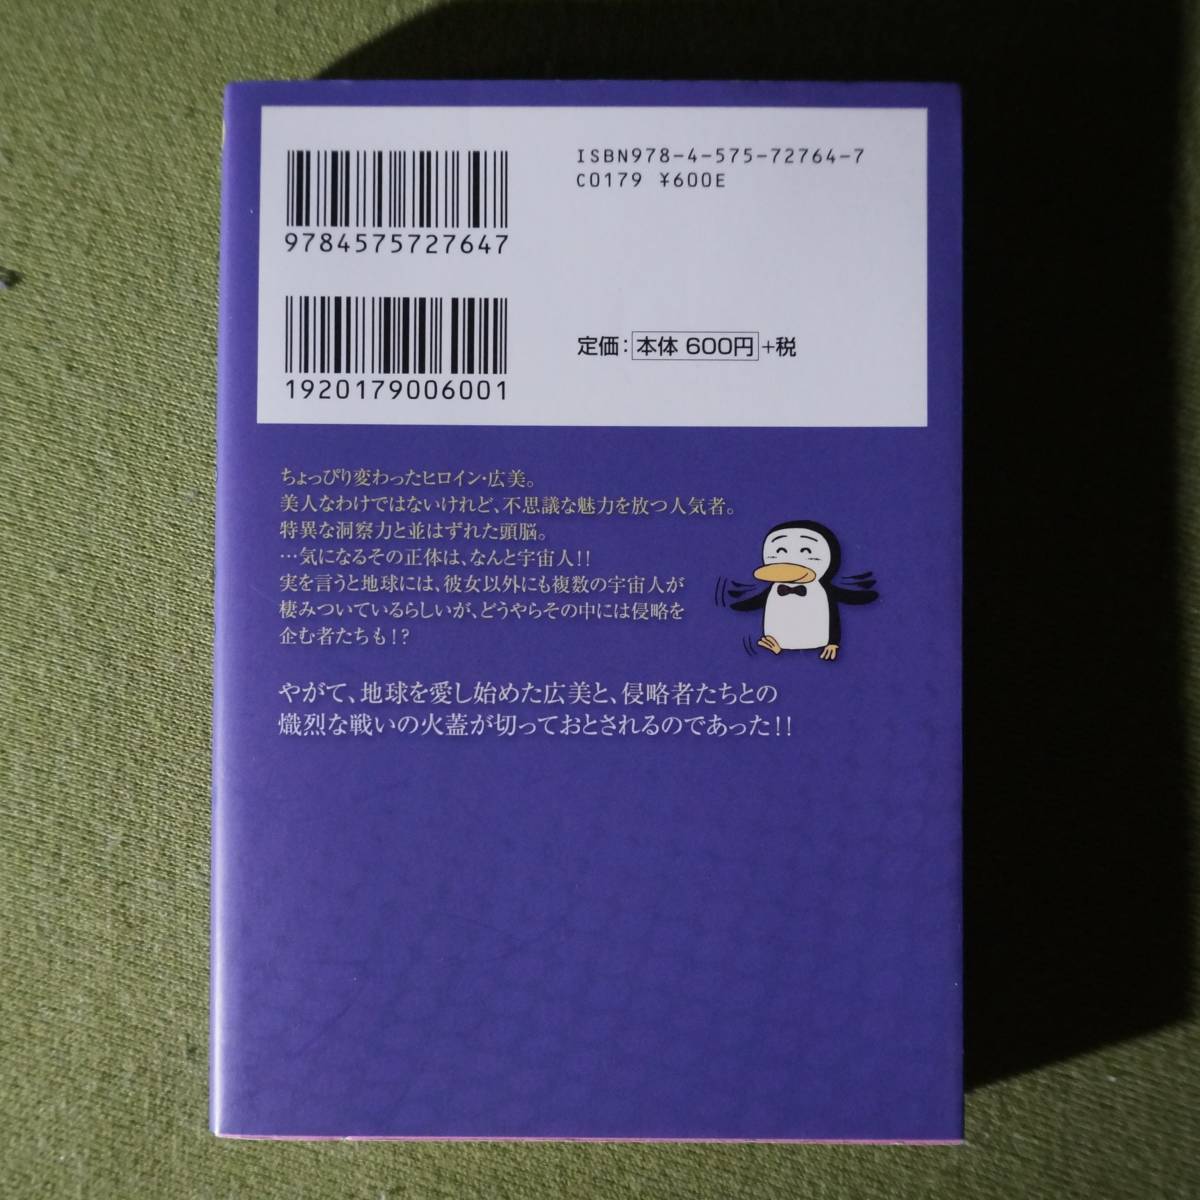 ISBN978-4-575-72764-7
C0179 ¥600E
9784575727647
定価：本体 600円+税
1920179006001
ちょっぴり変わったヒロイン・広美。
美人なわけではないけれど、不思議な魅力を放つ人気者。
特異な洞察力と並はずれた頭脳。
…気になるその正体は、なんと宇宙人!!
実を言うと地球には、彼女以外にも複数の宇宙人が
棲みついているらしいが、どうやらその中には侵略を
企む者たちも!?
やがて、地球を愛し始めた広美と、侵略者たちとの
熾烈な戦いの火蓋が切っておとされるのであった!!